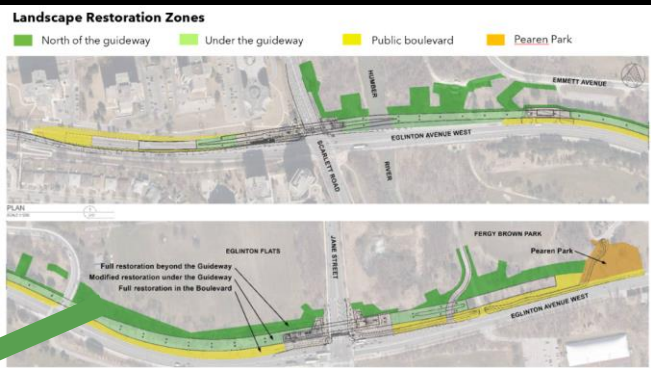 Landscape Restoration Zones
North of the guideway
Under the guideway
Public boulevard
Pearen Park
EMMETT AVENUE
HUMBER
EGLINTON AVENUE WEST
SCARLETT ROAD
RIVER
PLAN
FERGY BROWN PARK
EGLINTON FLATS
JANE STREET
Pearen Park
Full restoration beyond the Guideway
Modified restoration under the Guideway
Full restoration in the Boulevard
EGLINTON AVENUE WEST